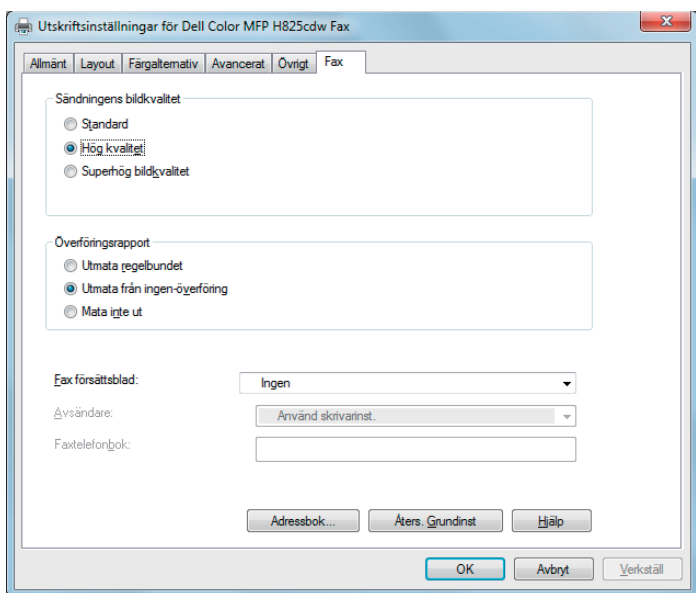 Utskriftsinställningar för Dell Color MFP H825cdw Fax
Allmänt Layout Färgalternativ Avancerat Övrigt Fax
Sändningens bildkvalitet
Standard
Hög kvalitet
Superhög bildkvalitet
Överföringsrapport
Utmata regelbundet
Utmata från ingen-överföring
Mata inte ut
Fax försättsblad: Ingen
Avsändare: Använd skrivarinst.
Faxtelefonbok:
Adressbok... Åters. Grundinst Hjälp
OK Avbryt Verkställ